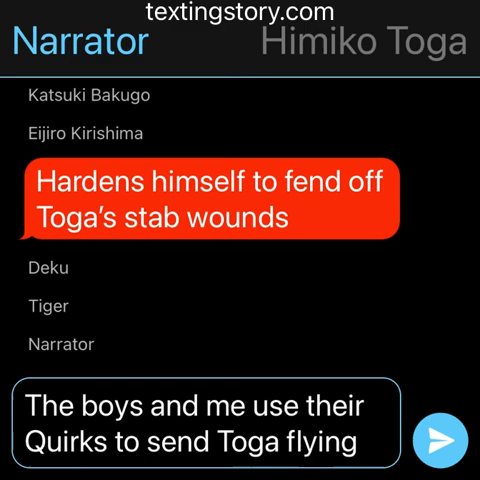 textingstory.com
Narrator Himiko Toga
Katsuki Bakugo
Eijiro Kirishima
Hardens himself to fend off
Toga’s stab wounds
Deku
Tiger
Narrator
The boys and me use their
Quirks to send Toga flying